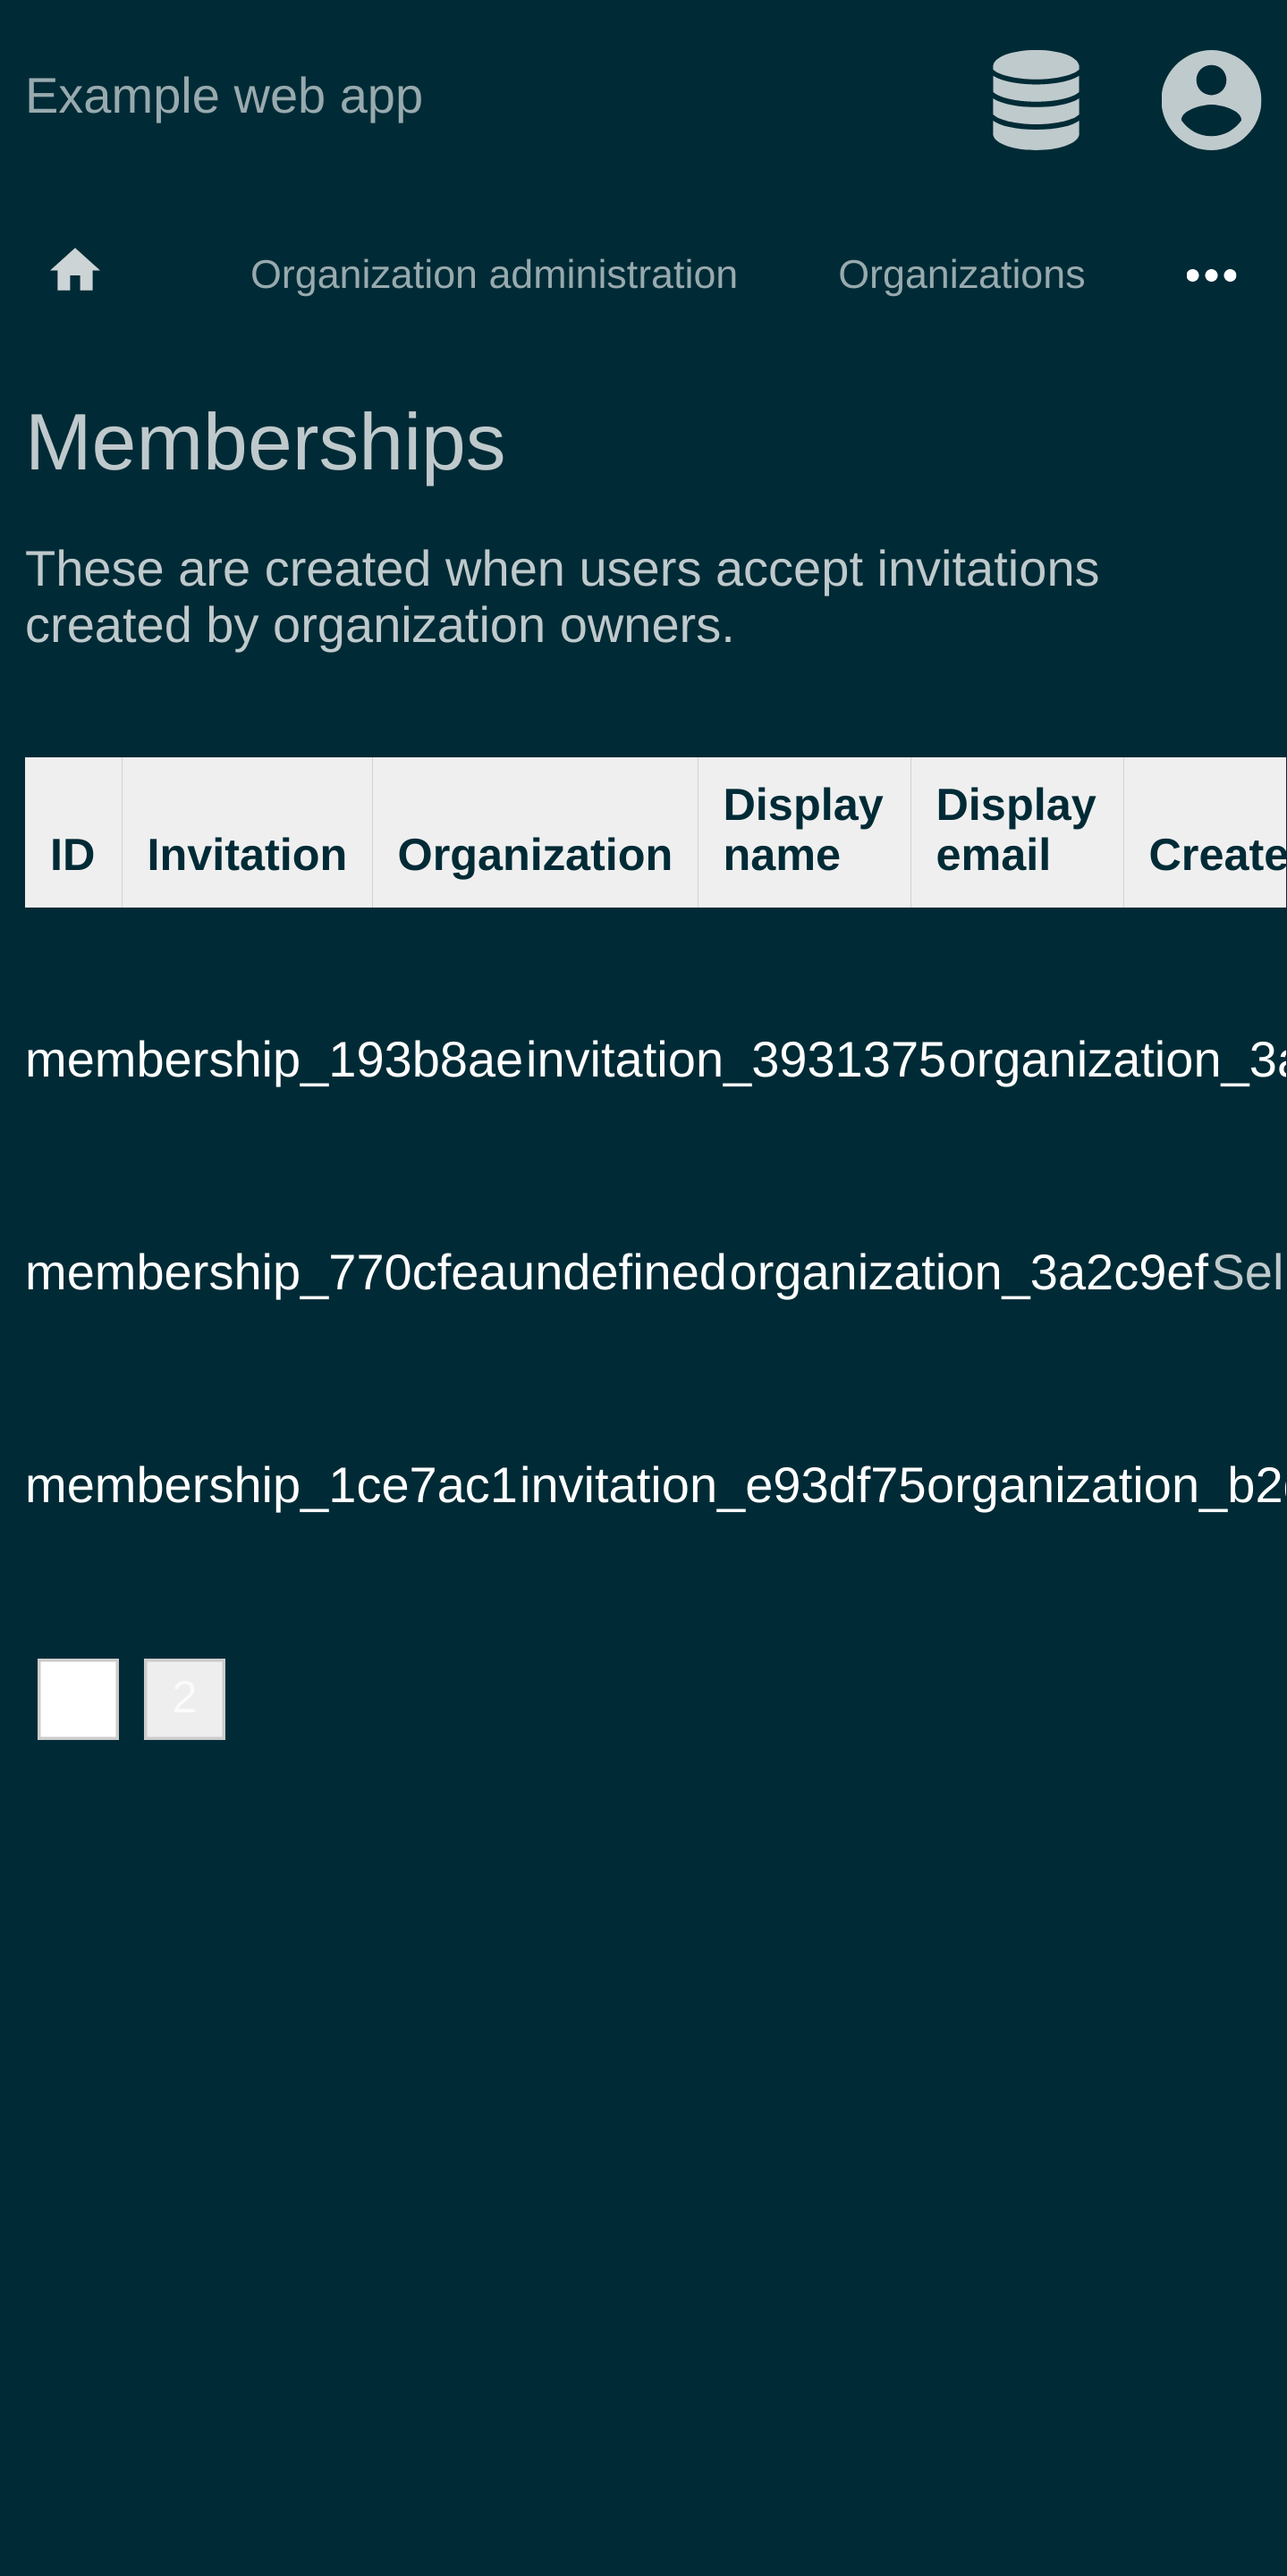 Example web app
Organization administration Organizations
Memberships
These are created when users accept invitations
created by organization owners.
ID Invitation Organization Display name Display email Create
membership_193b8ae invitation_3931375 organization_3a
membership_770cfea undefined organization_3a2c9ef Sel
membership_1ce7ac1 invitation_e93df75 organization_b2
2